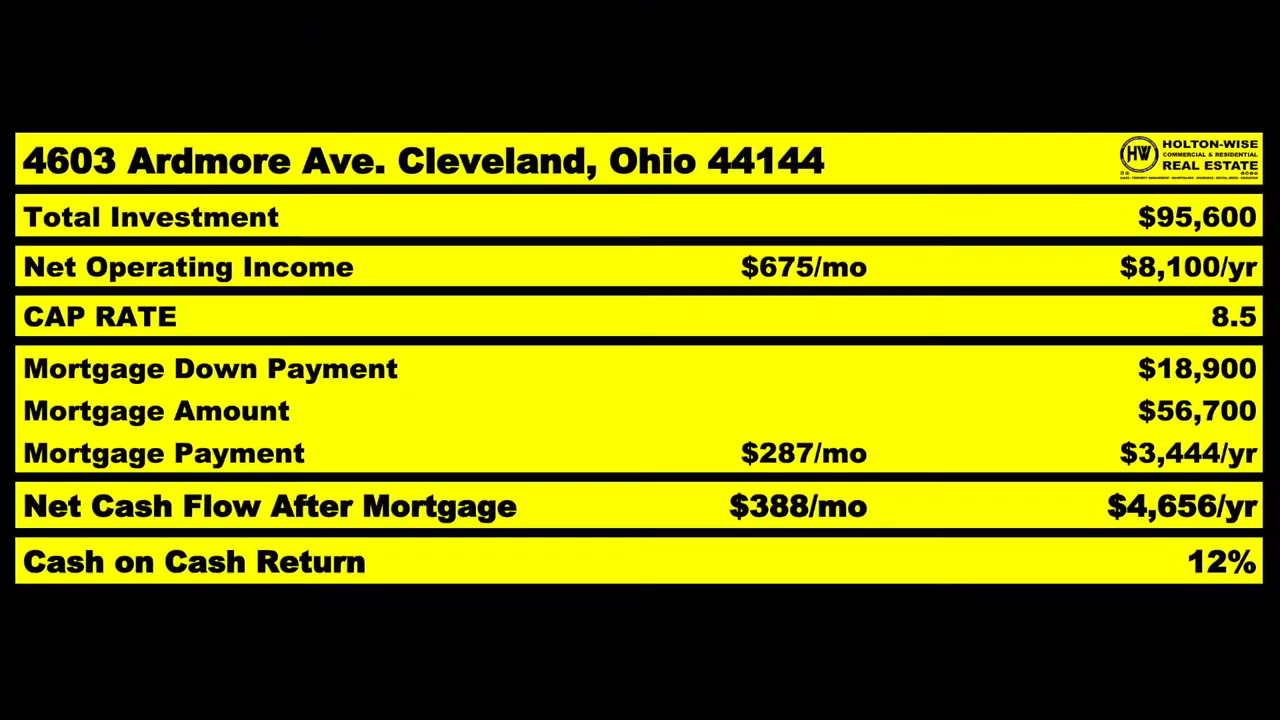 4603 Ardmore Ave. Cleveland, Ohio 44144
HW HOLTON-WISE
COMMERCIAL & RESIDENTIAL
REAL ESTATE
Total Investment $95,600
Net Operating Income $675/mo $8,100/yr
CAP RATE 8.5
Mortgage Down Payment $18,900
Mortgage Amount $56,700
Mortgage Payment $287/mo $3,444/yr
Net Cash Flow After Mortgage $388/mo $4,656/yr
Cash on Cash Return 12%